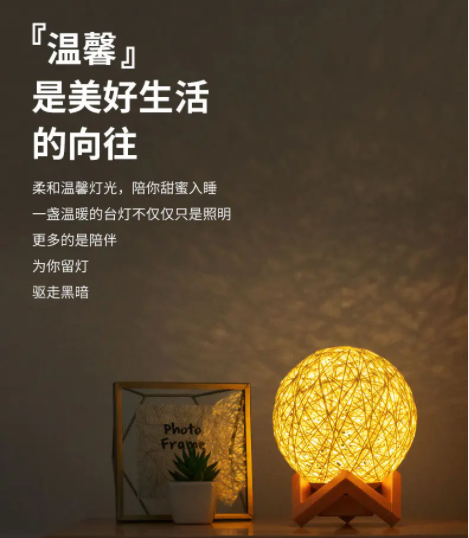 『温馨』
是美好生活
的向往
柔和温馨灯光，陪你甜蜜入睡
一盏温暖的台灯不仅仅只是照明
更多的是陪伴
为你留灯
驱走黑暗
Photo
Frame